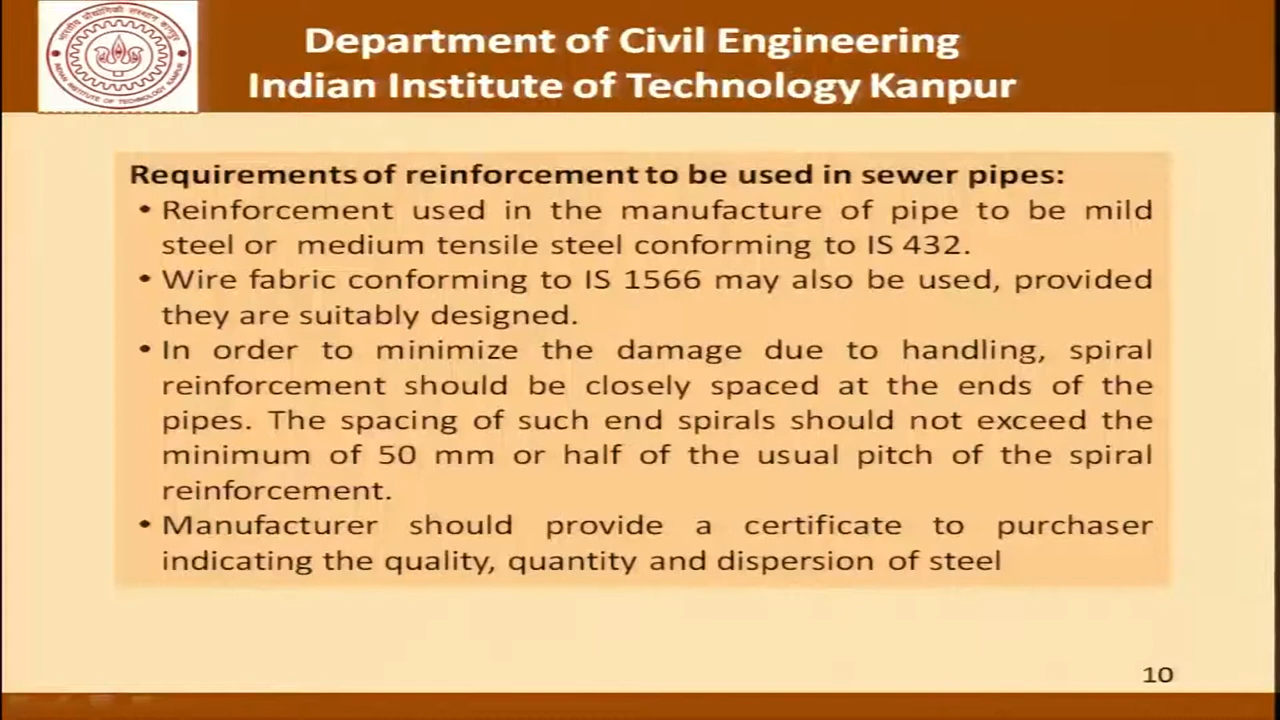 Department of Civil Engineering
Indian Institute of Technology Kanpur
Requirements of reinforcement to be used in sewer pipes:
• Reinforcement used in the manufacture of pipe to be mild
steel or medium tensile steel conforming to IS 432.
• Wire fabric conforming to IS 1566 may also be used, provided
they are suitably designed.
• In order to minimize the damage due to handling, spiral
reinforcement should be closely spaced at the ends of the
pipes. The spacing of such end spirals should not exceed the
minimum of 50 mm or half of the usual pitch of the spiral
reinforcement.
• Manufacturer should provide a certificate to purchaser
indicating the quality, quantity and dispersion of steel
10